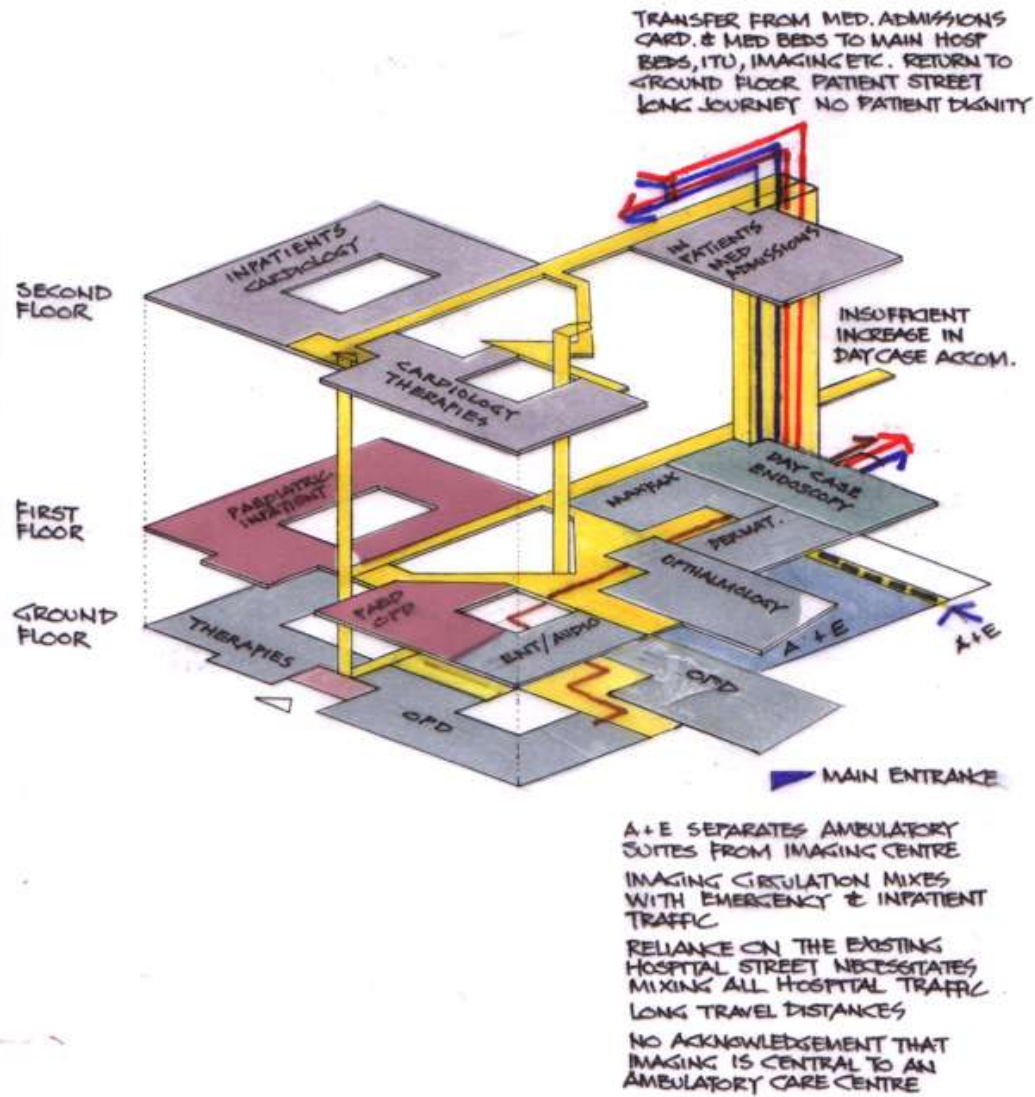 TRANSFER FROM MED. ADMISSIONS
CARD. & MED BEDS TO MAIN HOSP
BEDS, ITU, IMAGING ETC. RETURN TO
GROUND FLOOR PATIENT STREET
LONG JOURNEY NO PATIENT DIGNITY
INPATIENTS
CARDIOLOGY
IN
PATIENTS
MED
ADMISSIONS
SECOND
FLOOR
INSUFFICIENT
INCREASE IN
DAY CASE ACCOM.
CARDIOLOGY
THERAPIES
PAEDIATRIC
INPATIENT
MAXFAX
DAY CASE
ENDOSCOPY
FIRST
FLOOR
DERMAT.
OPTHALMOLOGY
GROUND
FLOOR
PAED
OPD
THERAPIES
ENT/AUDIO
A + E
A+E
OPD
OPD
MAIN ENTRANCE
A+E SEPARATES AMBULATORY
SUITES FROM IMAGING CENTRE
IMAGING CIRCULATION MIXES
WITH EMERGENCY & INPATIENT
TRAFFIC
RELIANCE ON THE EXISTING
HOSPITAL STREET NECESSITATES
MIXING ALL HOSPITAL TRAFFIC
LONG TRAVEL DISTANCES
NO ACKNOWLEDGEMENT THAT
IMAGING IS CENTRAL TO AN
AMBULATORY CARE CENTRE